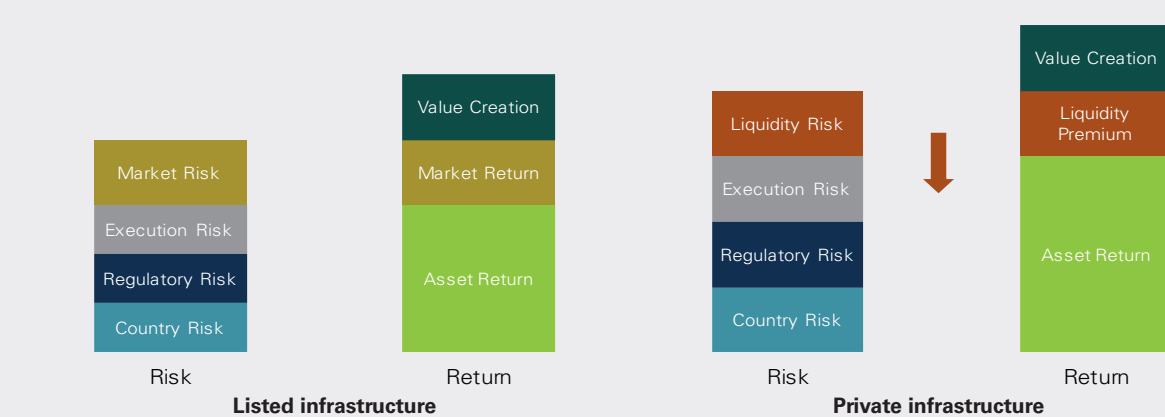 Value Creation
Value Creation
Liquidity Risk
Liquidity
Premium
Market Risk
Market Return
Execution Risk
Execution Risk
Regulatory Risk
Asset Return
Regulatory Risk
Asset Return
Country Risk
Country Risk
Risk
Return
Risk
Return
Listed infrastructure
Private infrastructure